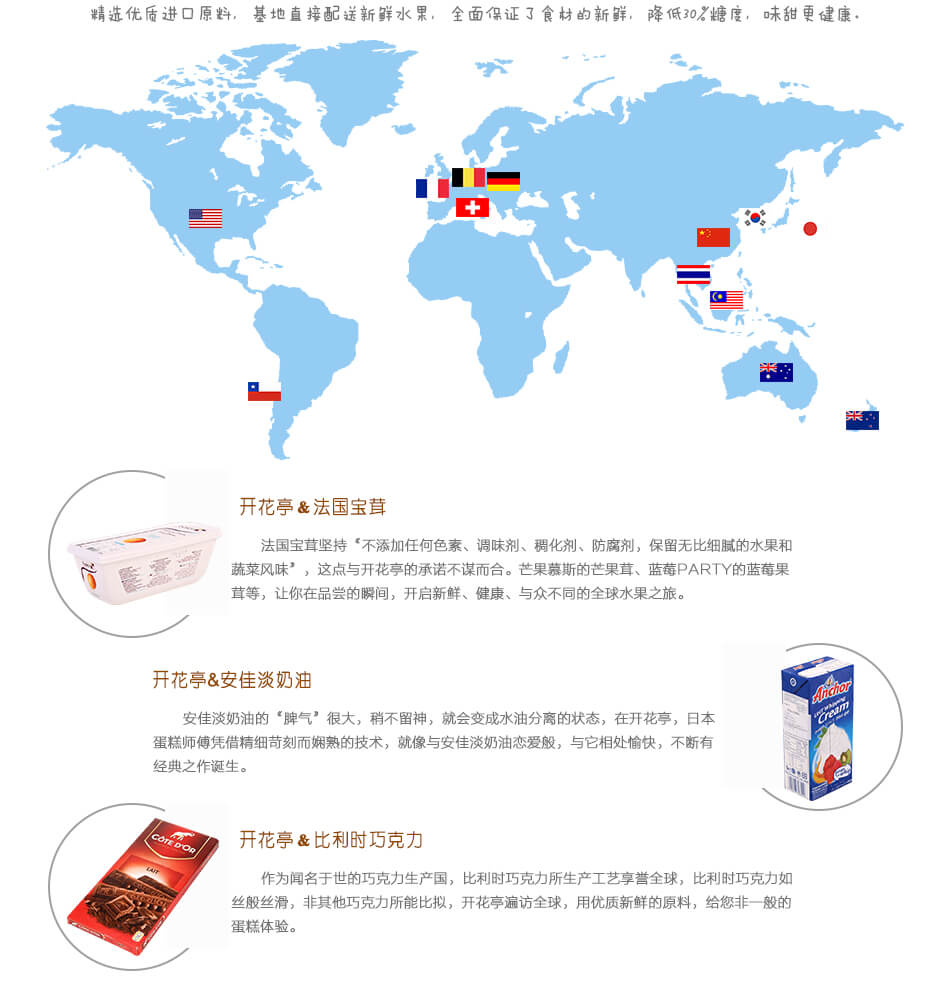 精选优质进口原料，基地直接配送新鲜水果，全面保证了食材的新鲜，降低30%糖度，味甜更健康。
开花亭&法国宝茸
法国宝茸坚持“不添加任何色素、调味剂、稠化剂、防腐剂，保留无比细腻的水果和
蔬菜风味”，这点与开花亭的承诺不谋而合。芒果慕斯的芒果茸、蓝莓PARTY的蓝莓果
茸等，让你在品尝的瞬间，开启新鲜、健康、与众不同的全球水果之旅。
开花亭&安佳淡奶油
安佳淡奶油的“脾气”很大，稍不留神，就会变成水油分离的状态，在开花亭，日本
蛋糕师傅凭借精细苛刻而娴熟的技术，就像与安佳淡奶油恋爱般，与它相处愉快，不断有
经典之作诞生。
Anchor
UHT Whipping
Cream
开花亭&比利时巧克力
CÔTE D'OR
LAIT
作为闻名于世的巧克力生产国，比利时巧克力所生产工艺享誉全球，比利时巧克力如
丝般丝滑，非其他巧克力所能比拟，开花亭遍访全球，用优质新鲜的原料，给您非一般的
蛋糕体验。